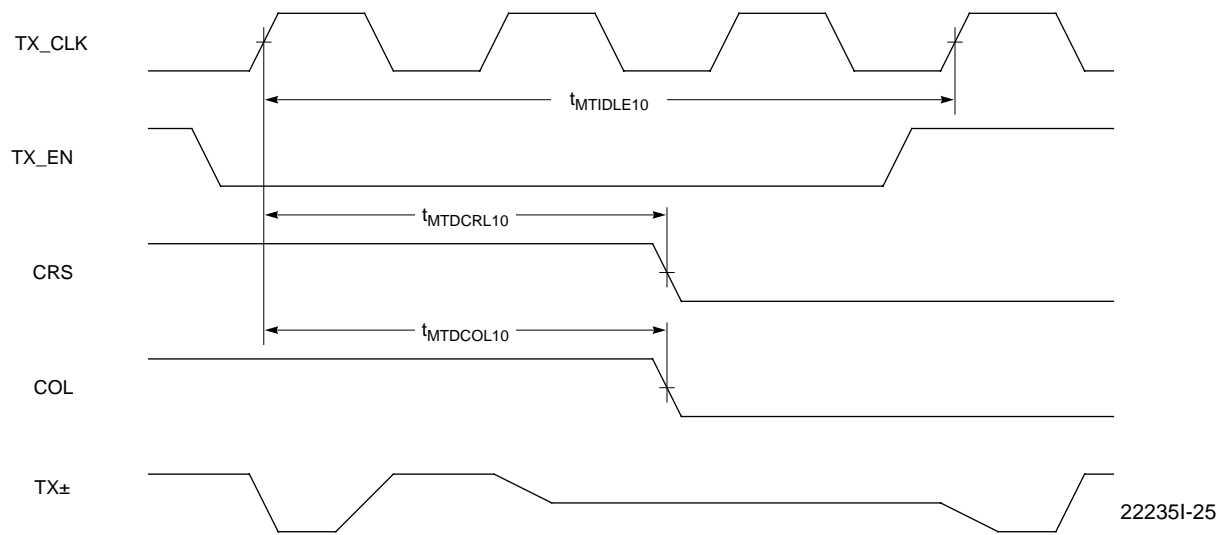 TX_CLK
tMTIDLE10
TX_EN
tMTDCRL10
CRS
tMTDCOL10
COL
TX±
22235I-25